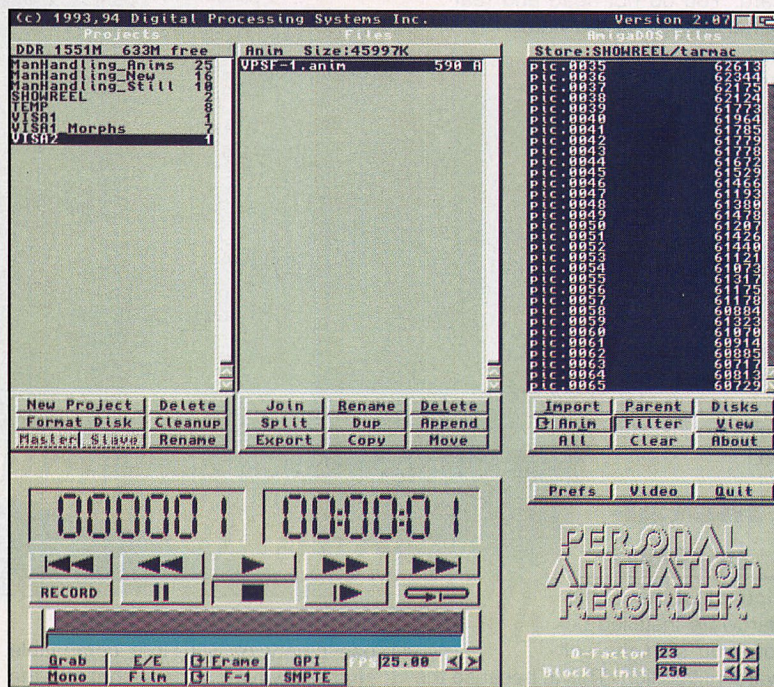 (c) 1993,94 Digital Processing Systems Inc. Version 2.07
Projects
DDR 1551M 633M free
ManHandling_Anims 25
ManHandling_New 16
ManHandling_Still 10
SHOWREEL 2
TEMP 8
VISA1 1
VISA1 Morphs 7
VISA2 1
New Project Delete
Format Disk Cleanup
Master Slave Rename
Files
Anim Size:45997K
VPSF-1.anim 590 A
Join Rename Delete
Split Dup Append
Export Copy Move
AmigaDOS Files
Store:SHOWREEL/tarmac
pic.0035 62613
pic.0036 62344
pic.0037 62175
pic.0038 62124
pic.0039 61773
pic.0040 61964
pic.0041 61785
pic.0042 61779
pic.0043 61778
pic.0044 61672
pic.0045 61529
pic.0046 61466
pic.0047 61193
pic.0048 61380
pic.0049 61478
pic.0050 61207
pic.0051 61426
pic.0052 61440
pic.0053 61121
pic.0054 61073
pic.0055 61317
pic.0056 61175
pic.0057 61178
pic.0058 60884
pic.0059 61323
pic.0060 61070
pic.0061 60914
pic.0062 60885
pic.0063 60717
pic.0064 60813
pic.0065 60729
Import Parent Disks
Anim Filter View
All Clear About
000001 00:00:01
RECORD
Grab E/E Frame GPI FPS 25.00
Mono Film F-1 SMPTE
Prefs Video Quit
PERSONAL
ANIMATION
RECORDER
Q-Factor 23
Block Limit 250